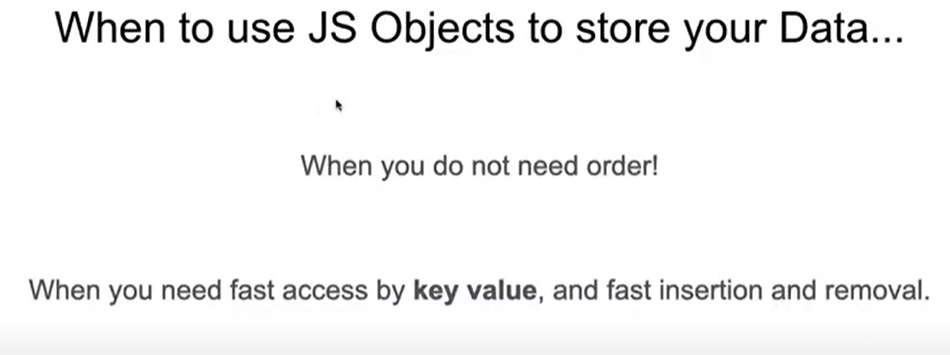 When to use JS Objects to store your Data...
When you do not need order!
When you need fast access by key value, and fast insertion and removal.